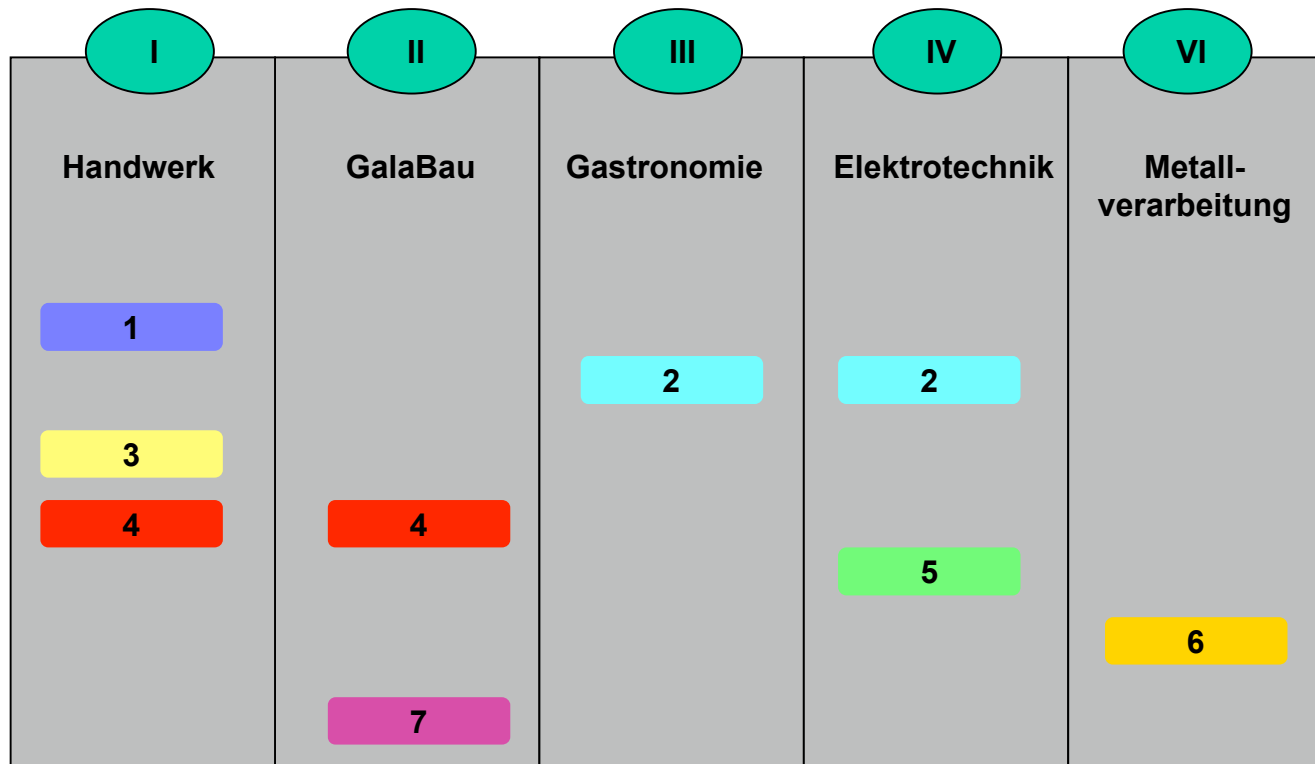 I II III IV VI
Handwerk GalaBau Gastronomie Elektrotechnik Metall-
verarbeitung
1
2 2
3
4 4
5
6
7